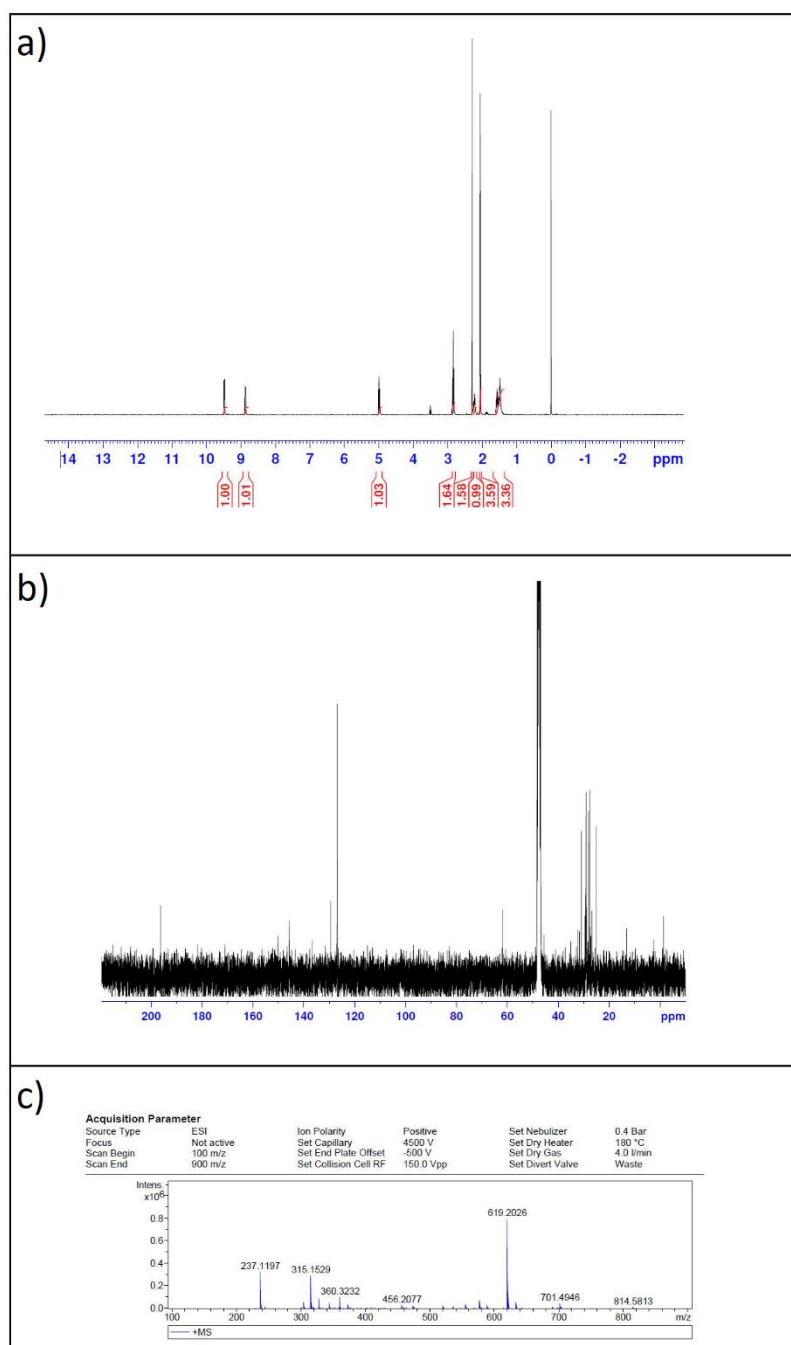 a)
14 13 12 11 10 9 8 7 6 5 4 3 2 1 0 -1 -2 ppm
1.00 1.01 1.03 1.64 1.58 0.99 3.59 3.36
b)
200 180 160 140 120 100 80 60 40 20 ppm
c)
Acquisition Parameter
Source Type ESI Ion Polarity Positive Set Nebulizer 0.4 Bar
Focus Not active Set Capillary 4500 V Set Dry Heater 180 °C
Scan Begin 100 m/z Set End Plate Offset -500 V Set Dry Gas 4.0 l/min
Scan End 900 m/z Set Collision Cell RF 150.0 Vpp Set Divert Valve Waste
Intens.
x10⁶
0.8
619.2026
0.6
0.4
237.1197 315.1529
0.2
360.3232 456.2077 701.4946 814.5813
0.0
100 200 300 400 500 600 700 800 m/z
+MS